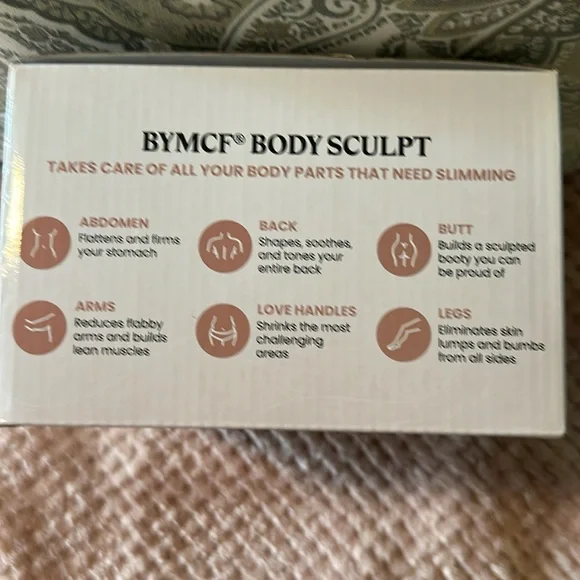 BYMCF® BODY SCULPT
TAKES CARE OF ALL YOUR BODY PARTS THAT NEED SLIMMING
ABDOMEN
Flattens and firms
your stomach
BACK
Shapes, soothes,
and tones your
entire back
BUTT
Builds a sculpted
booty you can
be proud of
ARMS
Reduces flabby
arms and builds
lean muscles
LOVE HANDLES
Shrinks the most
challenging
areas
LEGS
Eliminates skin
lumps and bumbs
from all sides